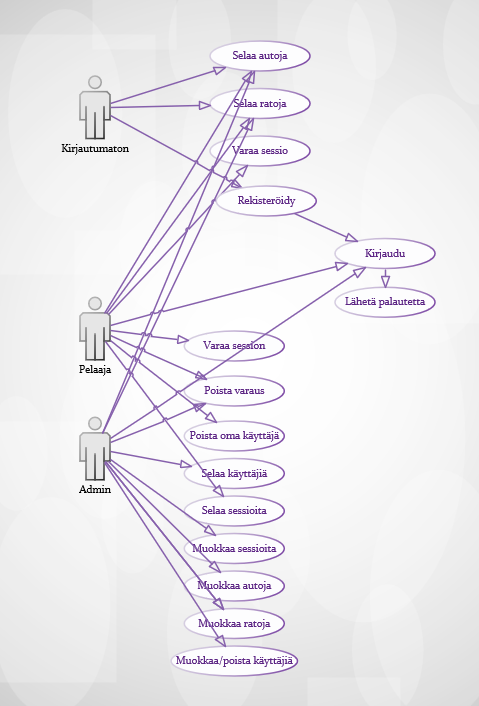 Selaa autoja
Selaa ratoja
Kirjautumaton
Varaa sessio
Rekisteröidy
Kirjaudu
Lähetä palautetta
Varaa session
Pelaaja
Poista varaus
Poista oma käyttäjä
Selaa käyttäjiä
Admin
Selaa sessioita
Muokkaa sessioita
Muokkaa autoja
Muokkaa ratoja
Muokkaa/poista käyttäjiä